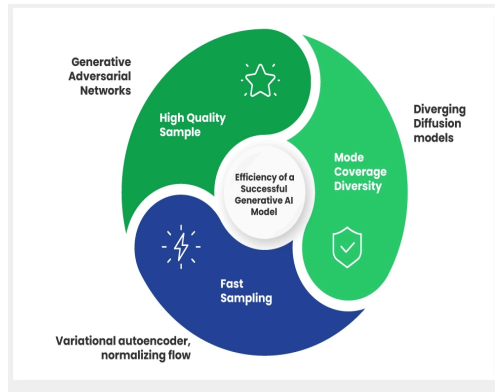 Generative
Adversarial
Networks
High Quality
Sample
Diverging
Diffusion
models
Mode
Coverage
Diversity
Efficiency of a
Successful
Generative AI
Model
Fast
Sampling
Variational autoencoder,
normalizing flow